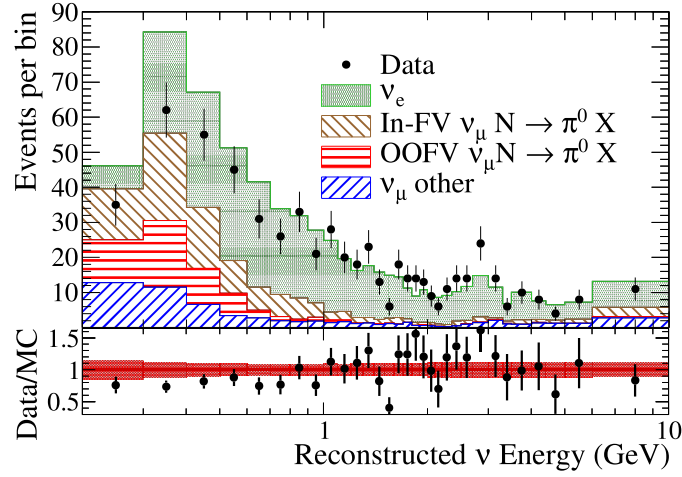 Events per bin
90
80
70
60
50
40
30
20
10
Data
νe
In-FV νμ N → π⁰ X
OOFV νμN → π⁰ X
νμ other
Data/MC
1.5
1
0.5
1
10
Reconstructed ν Energy (GeV)